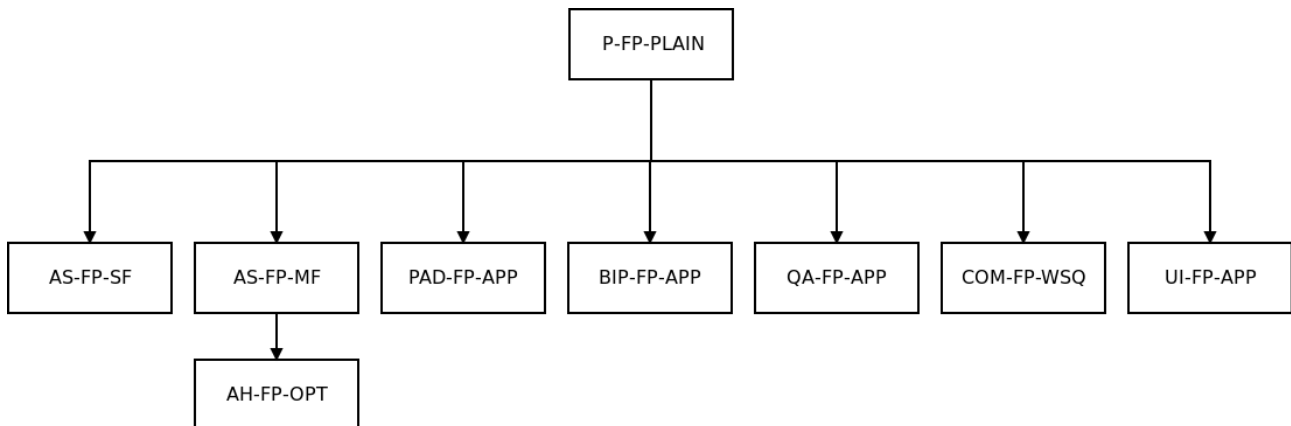 P-FP-PLAIN
AS-FP-SF
AS-FP-MF
PAD-FP-APP
BIP-FP-APP
QA-FP-APP
COM-FP-WSQ
UI-FP-APP
AH-FP-OPT